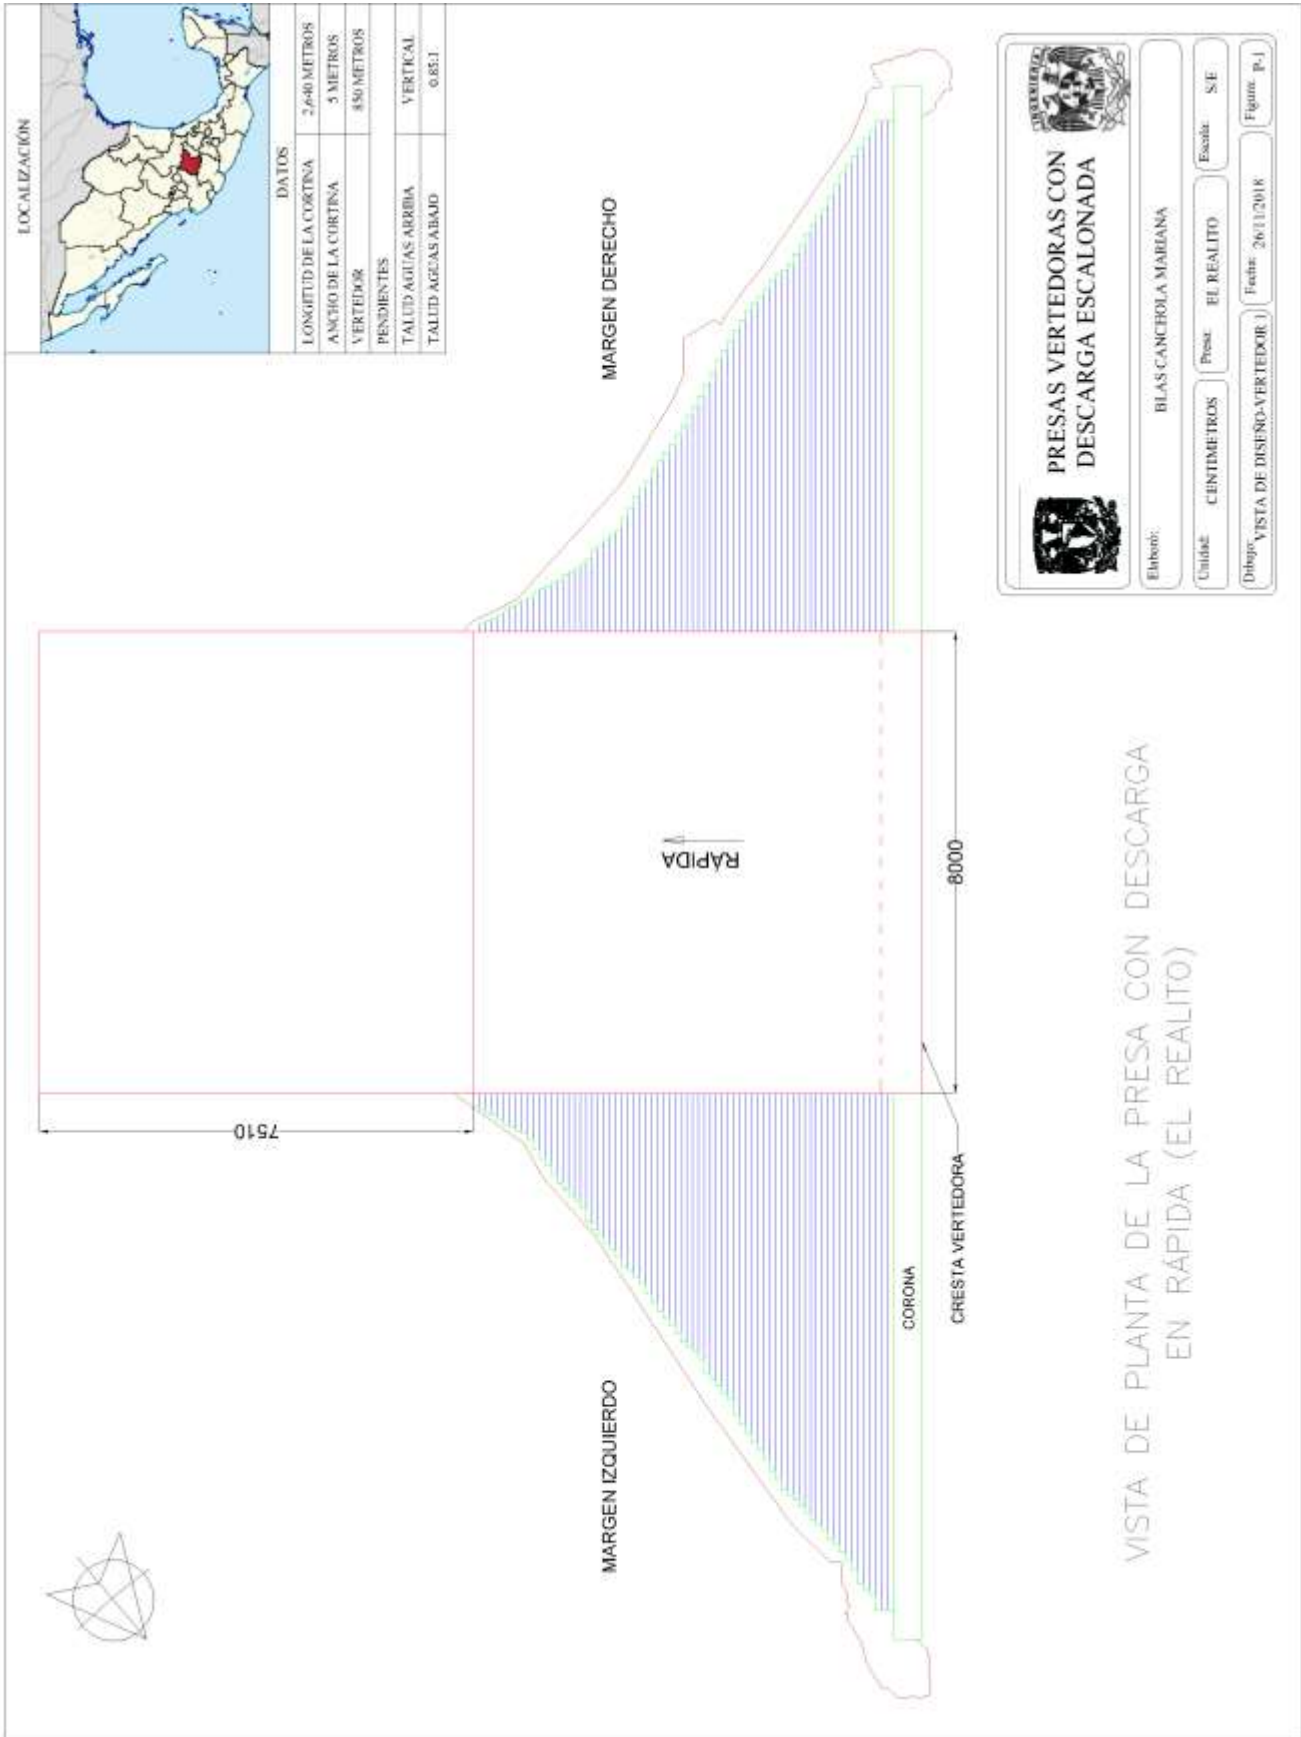 LOCALIZACIÓN
DATOS
LONGITUD DE LA CORTINA 2,640 METROS
ANCHO DE LA CORTINA 5 METROS
VERTEDOR 850 METROS
PENDIENTES
TALUD AGUAS ARRIBA VERTICAL
TALUD AGUAS ABAJO 0.85:1
MARGEN IZQUIERDO
MARGEN DERECHO
7510
RÁPIDA
8000
CORONA
CRESTA VERTEDORA
VISTA DE PLANTA DE LA PRESA CON DESCARGA
EN RÁPIDA (EL REALITO)
INGENIERIA
PRESAS VERTEDORAS CON
DESCARGA ESCALONADA
Elaboró:
BLAS CANCHOLA MARIANA
Unidad: CENTIMETROS Presa: EL REALITO Escala: S/E
Dibujo: VISTA DE DISEÑO-VERTEDOR 1 Fecha: 26/11/2018 Figura: P-1